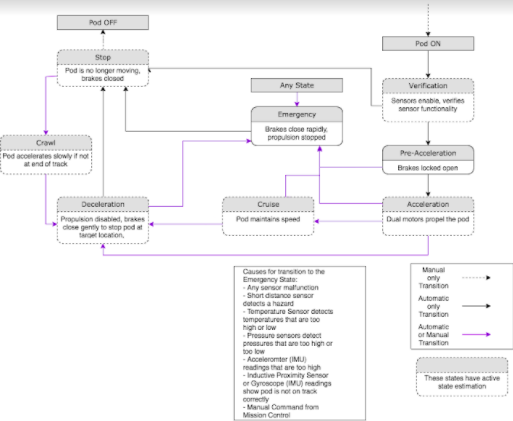 Pod OFF
Pod ON
Stop
Pod is no longer moving,
brakes closed
Any State
Verification
Sensors enable, verifies
sensor functionality
Emergency
Brakes close rapidly,
propulsion stopped
Crawl
Pod accelerates slowly if not
at end of track
Pre-Acceleration
Brakes locked open
Deceleration
Propulsion disabled, brakes
close gently to stop pod at
target location,
Cruise
Pod maintains speed
Acceleration
Dual motors propel the pod
Causes for transition to the
Emergency State:
- Any sensor malfunction
- Short distance sensor
detects a hazard
- Temperature Sensor detects
temperatures that are too
high or low
- Pressure sensors detect
pressures that are too high or
too low
- Acceleromter (IMU)
readings that are too high
- Inductive Proximity Sensor
or Gyroscope (IMU) readings
show pod is not on track
correctly
- Manual Command from
Mission Control
Manual
only
Transition
Automatic
only
Transition
Automatic
or Manual
Transition
These states have active
state estimation